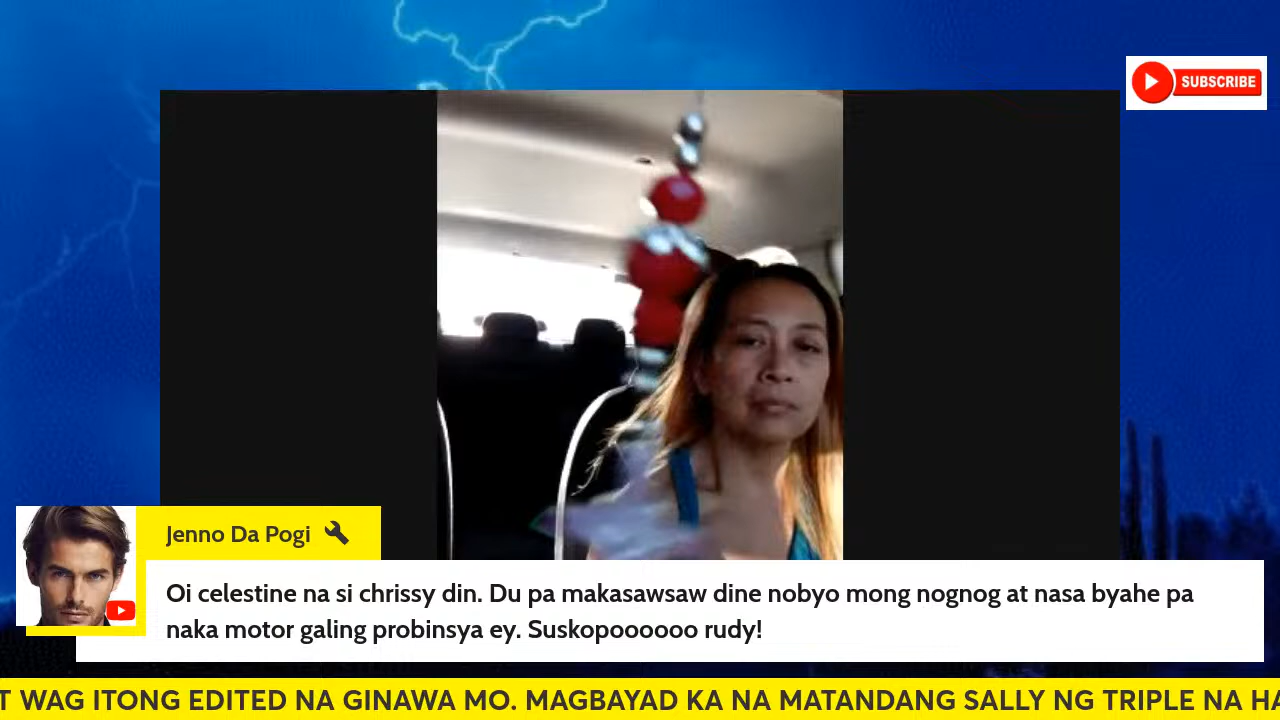 SUBSCRIBE
Jenno Da Pogi
Oi celestine na si chrissy din. Du pa makasawsaw dine nobyo mong nognog at nasa byahe pa
naka motor galing probinsya ey. Suskopoooooo rudy!
T WAG ITONG EDITED NA GINAWA MO. MAGBAYAD KA NA MATANDANG SALLY NG TRIPLE NA HA